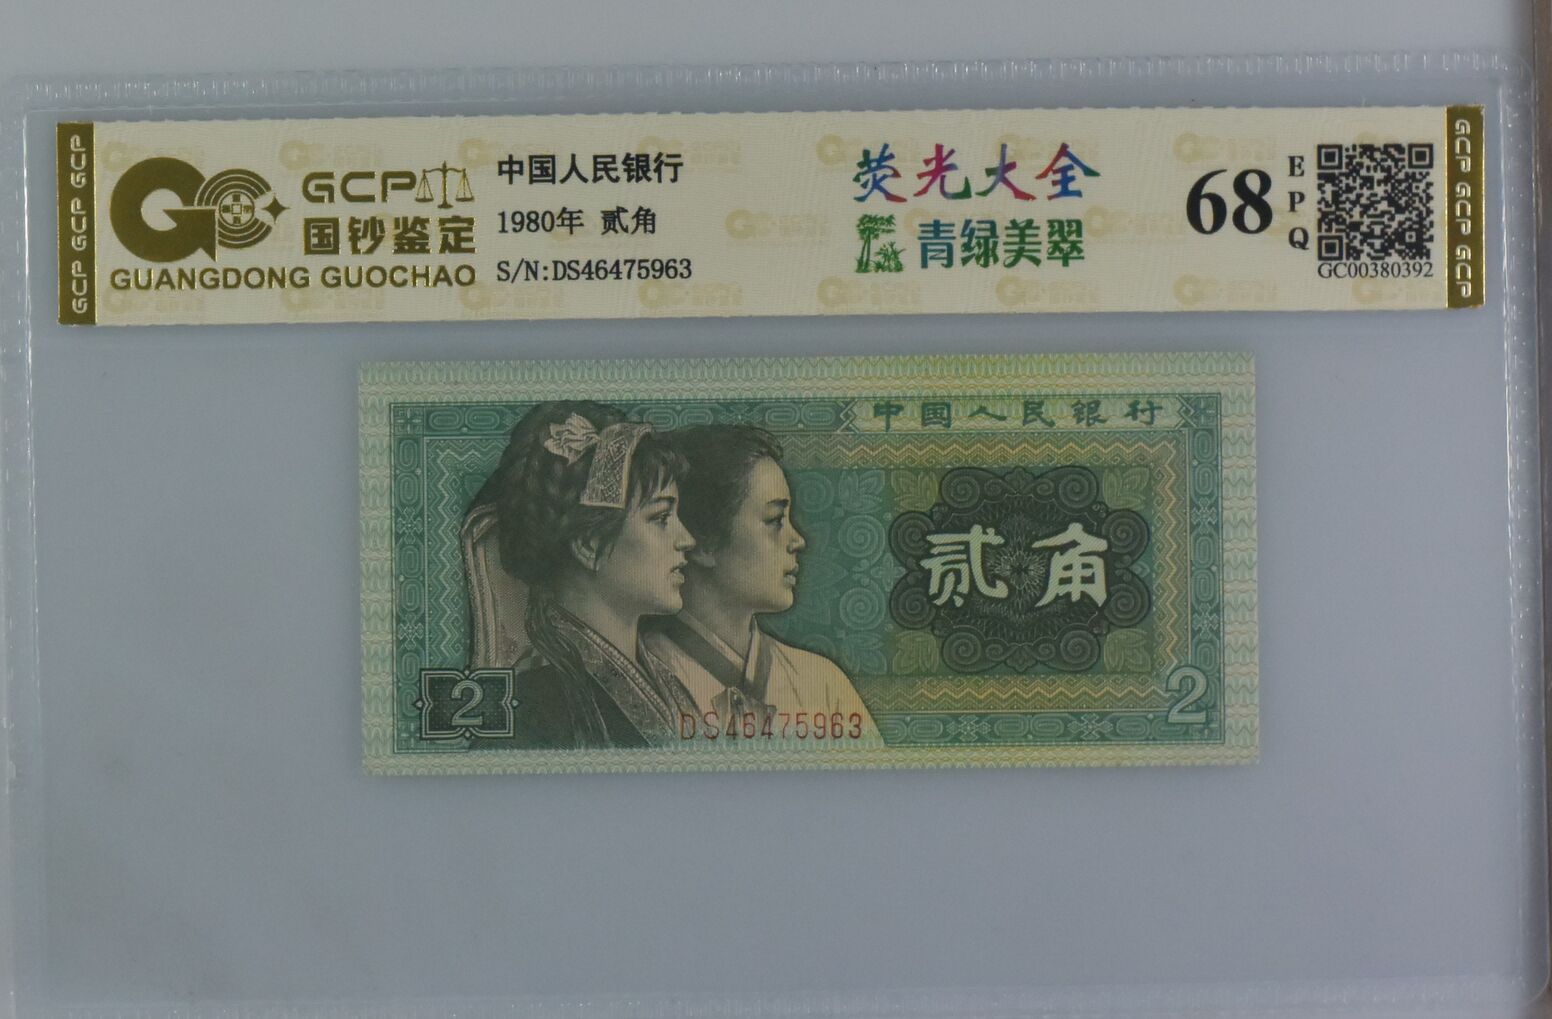 GCP GCP GCP
GCP
国钞鉴定
GUANGDONG GUOCHAO
中国人民银行
1980年 贰角
S/N:DS46475963
荧光大全
青绿美翠
68
EPQ
GC00380392
GCP GCP GCP
中国人民银行
贰角
2
2
DS46475963